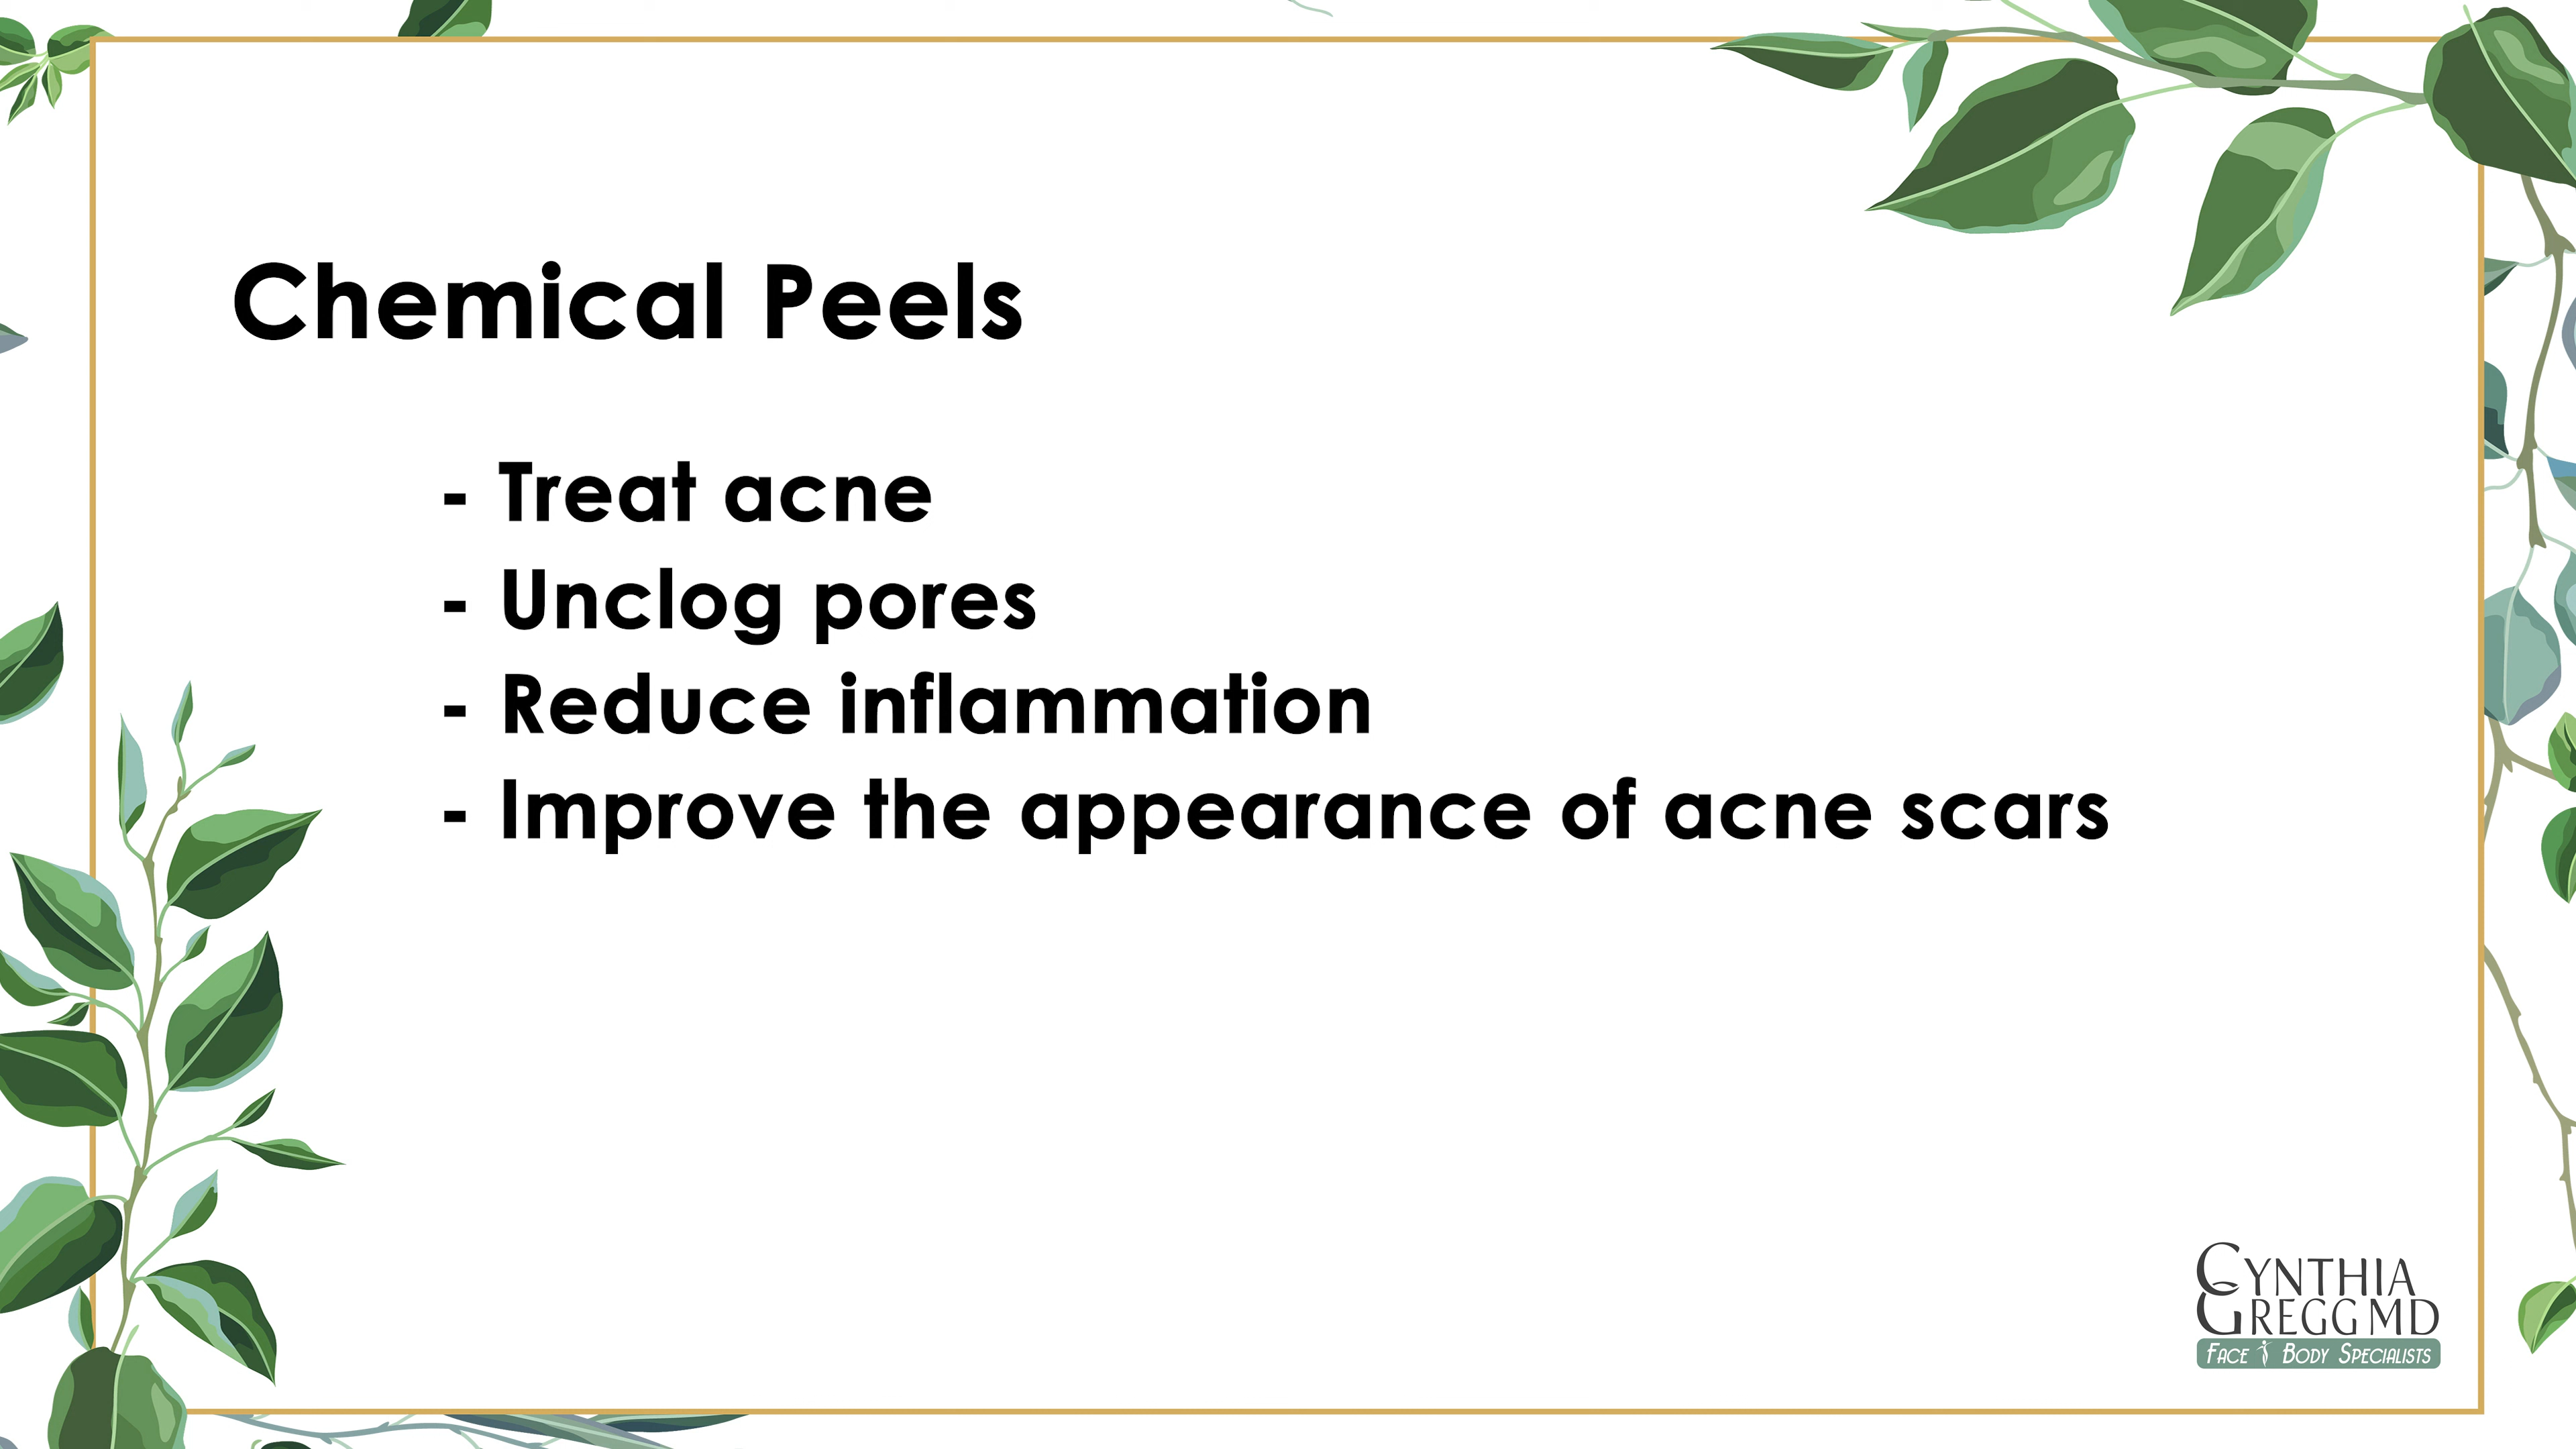 Chemical Peels
- Treat acne
- Unclog pores
- Reduce inflammation
- Improve the appearance of acne scars
CYNTHIA
GREGG MD
FACE BODY SPECIALISTS